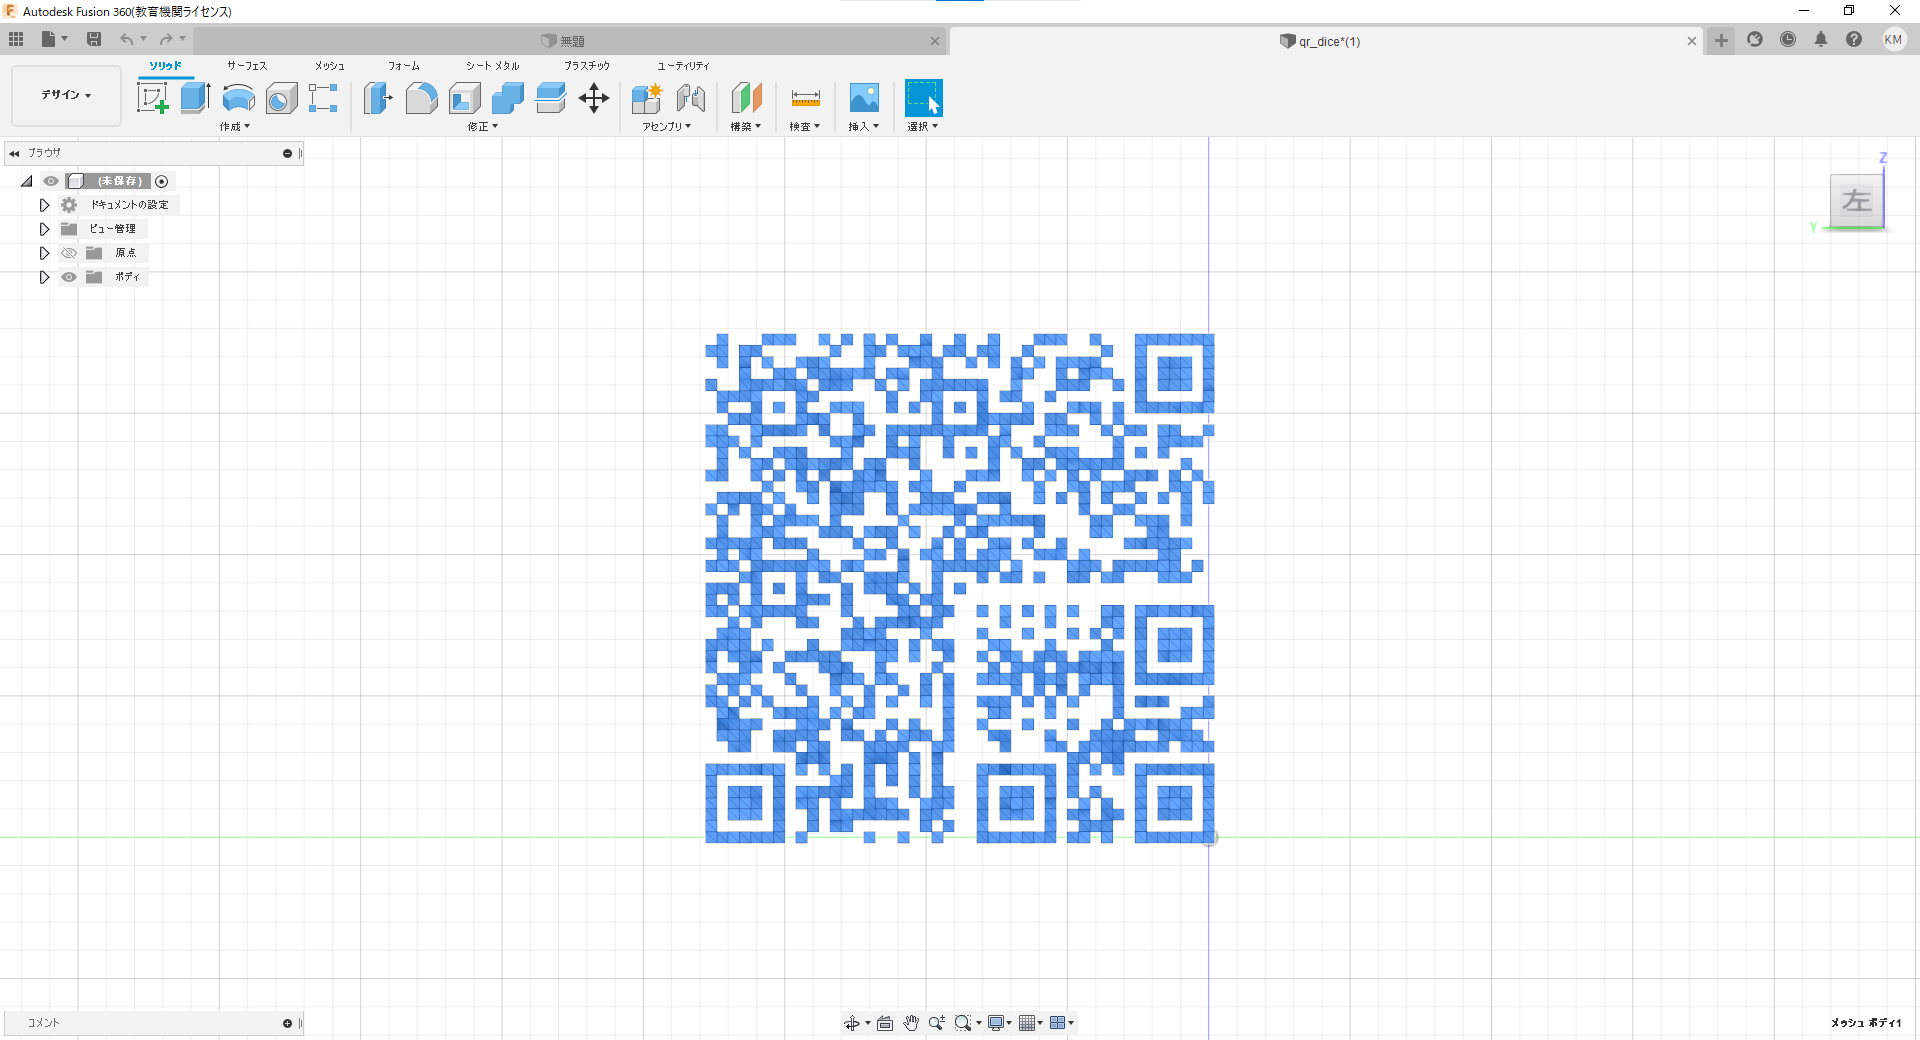 Autodesk Fusion 360(教育機関ライセンス)
無題
qr_dice*(1)
KM
ソリッド サーフェス メッシュ フォーム シート メタル プラスチック ユーティリティ
デザイン
作成 修正 アセンブリ 構築 検査 挿入 選択
ブラウザ
(未保存)
ドキュメントの設定
ビュー管理
原点
ボディ
Z
左
Y
コメント
メッシュ ボディ1